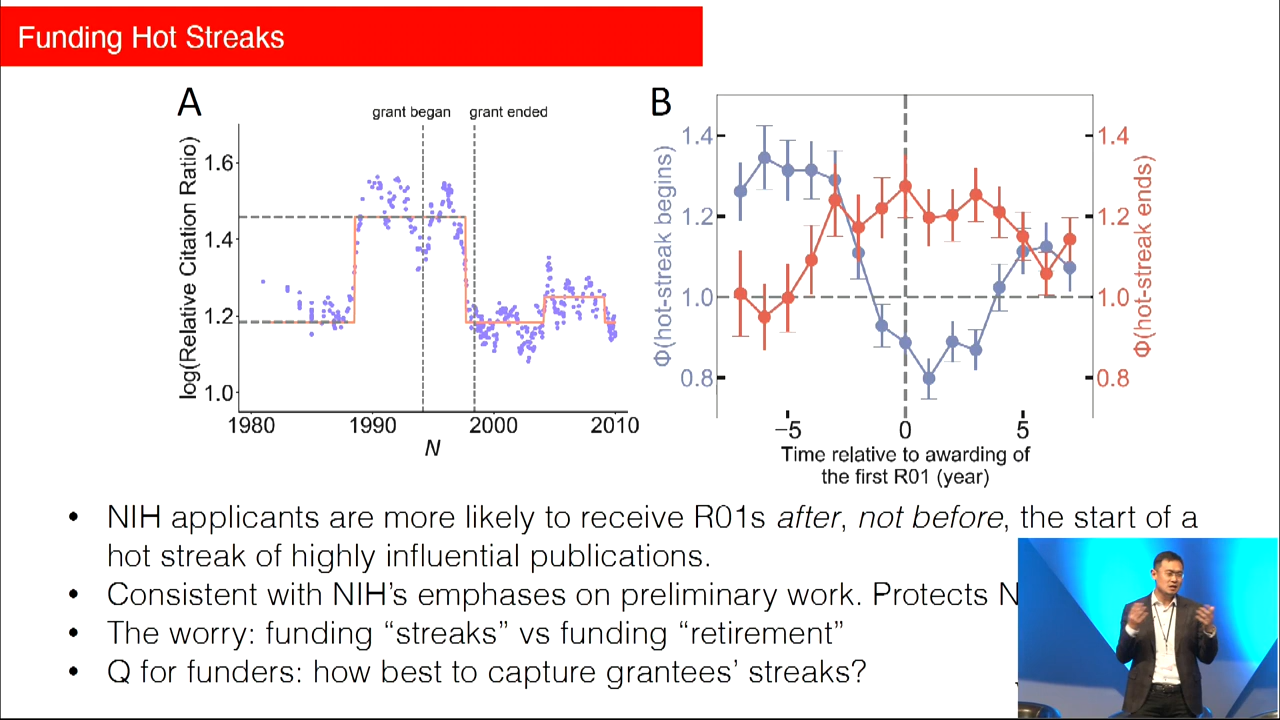 Funding Hot Streaks
A
B
grant began
grant ended
log(Relative Citation Ratio)
1.6
1.4
1.2
1.0
1980
1990
2000
2010
N
Φ(hot-streak begins)
1.4
1.2
1.0
0.8
1.4
1.2
1.0
0.8
Φ(hot-streak ends)
−5
0
5
Time relative to awarding of
the first R01 (year)
• NIH applicants are more likely to receive R01s after, not before, the start of a
hot streak of highly influential publications.
• Consistent with NIH's emphases on preliminary work. Protects N
• The worry: funding “streaks” vs funding “retirement”
• Q for funders: how best to capture grantees' streaks?